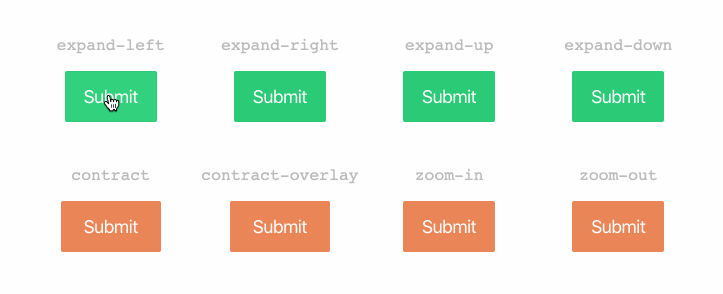 expand-left expand-right expand-up expand-down
Submit Submit Submit Submit
contract contract-overlay zoom-in zoom-out
Submit Submit Submit Submit